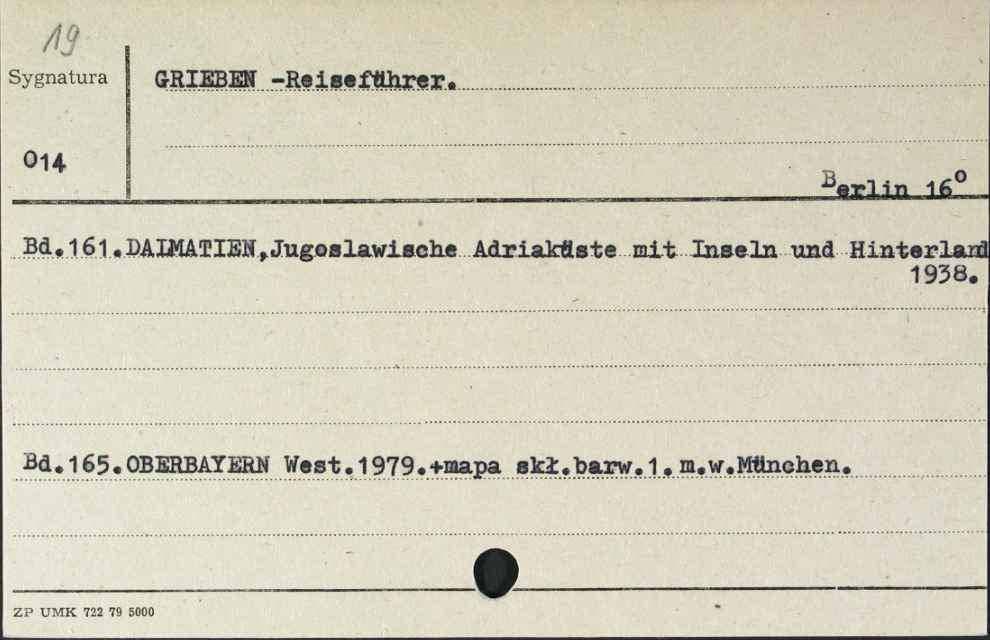 19
Sygnatura
GRIEBEN -Reiseführer.
014
Berlin 16°
Bd.161.DALMATIEN,Jugoslawische Adriaküste mit Inseln und Hinterland
1938.
Bd.165.OBERBAYERN West.1979.+mapa skł.barw.1.m.w.München.
ZP UMK 722 79 5000